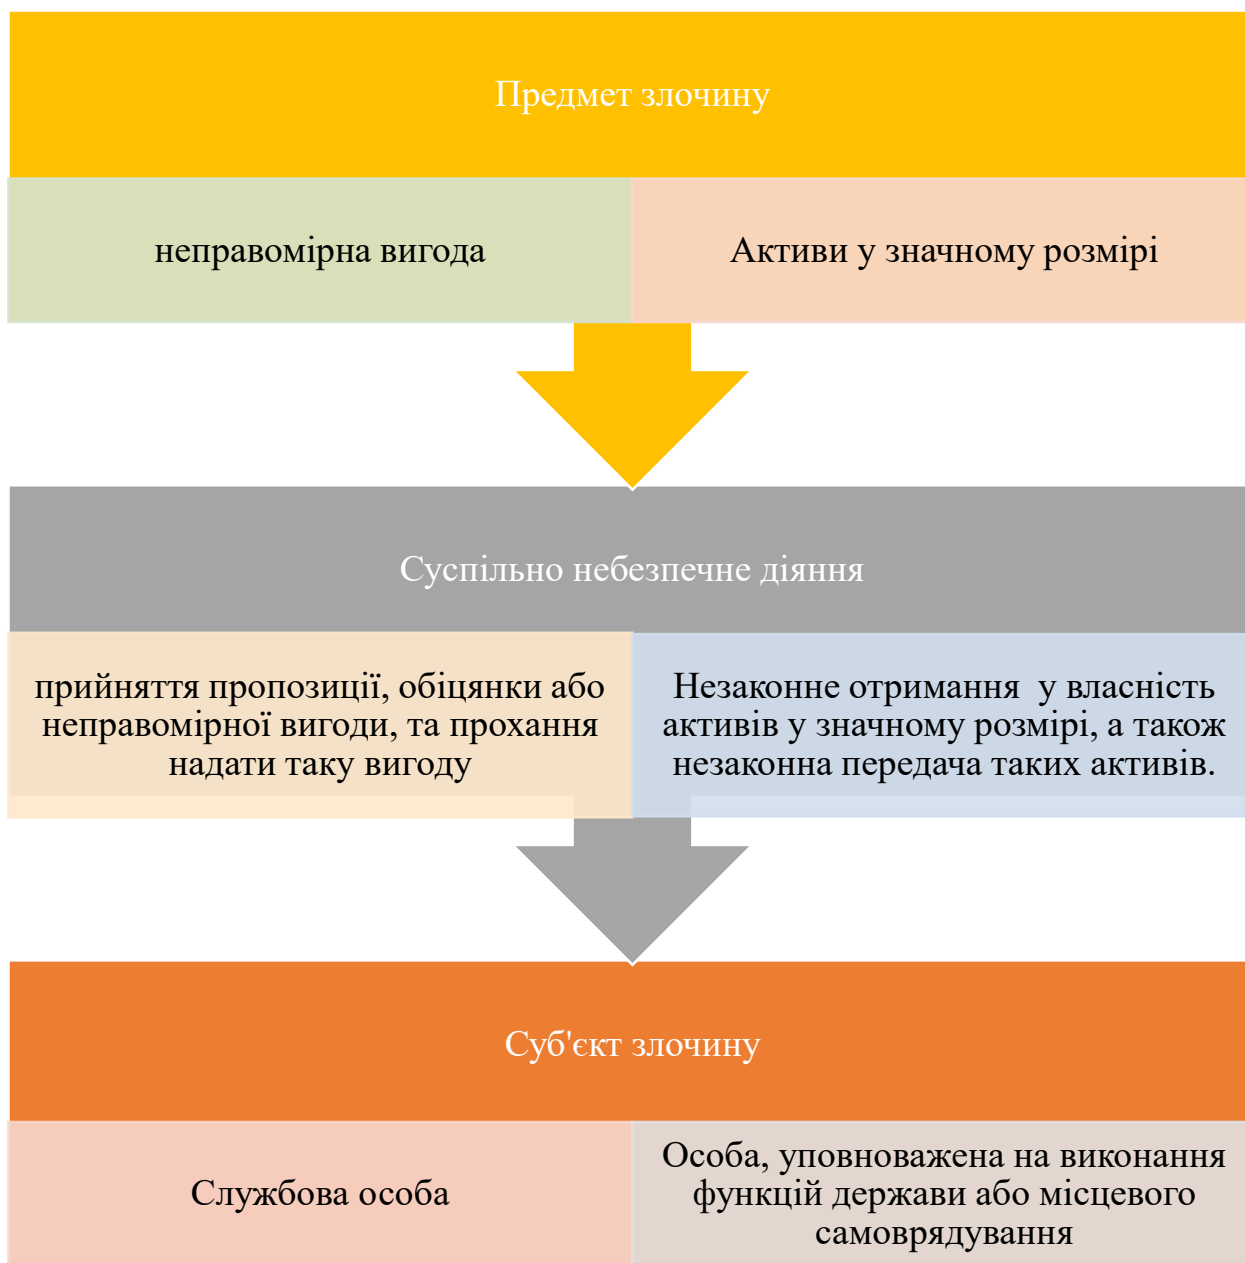 Предмет злочину
неправомірна вигода
Активи у значному розмірі
Суспільно небезпечне діяння
прийняття пропозиції, обіцянки або
неправомірної вигоди, та прохання
надати таку вигоду
Незаконне отримання  у власність
активів у значному розмірі, а також
незаконна передача таких активів.
Суб'єкт злочину
Службова особа
Особа, уповноважена на виконання
функцій держави або місцевого
самоврядування